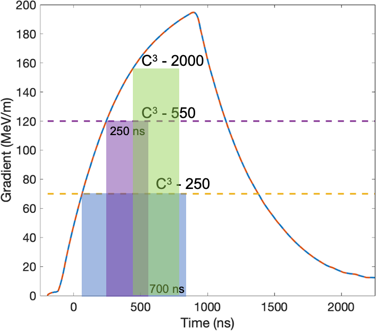 200
180
160
140
120
100
80
60
40
20
0
Gradient (MeV/m)
C³ - 2000
C³ - 550
250 ns
C³ - 250
700 ns
0
500
1000
1500
2000
Time (ns)